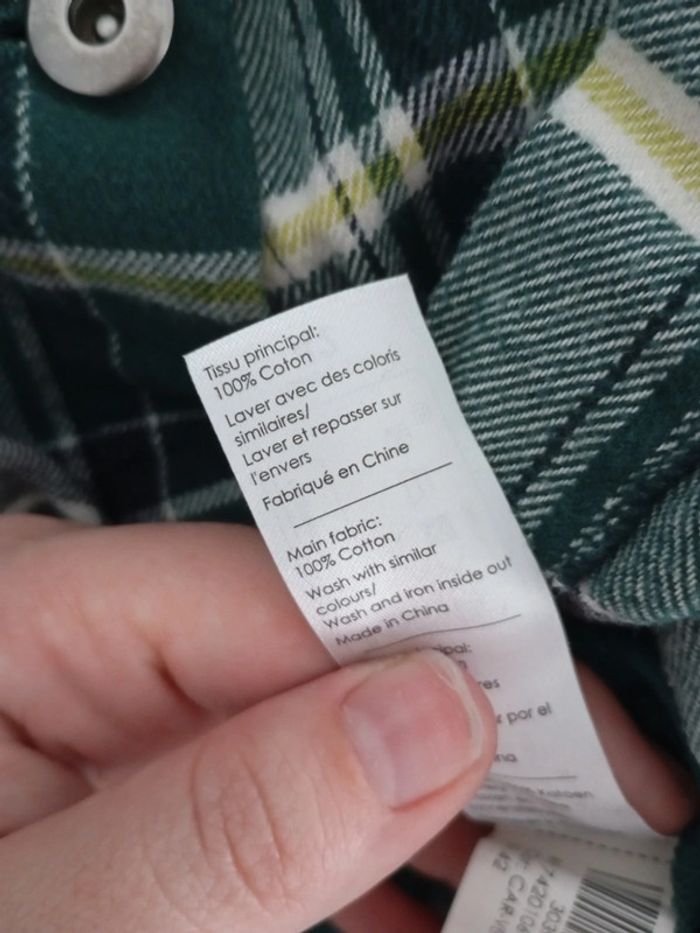 Tissu principal:
100% Coton
Laver avec des coloris
similaires/
Laver et repasser sur
l'envers
Fabriqué en Chine
Main fabric:
100% Cotton
Wash with similar
colours/
Wash and iron inside out
Made in China
por el